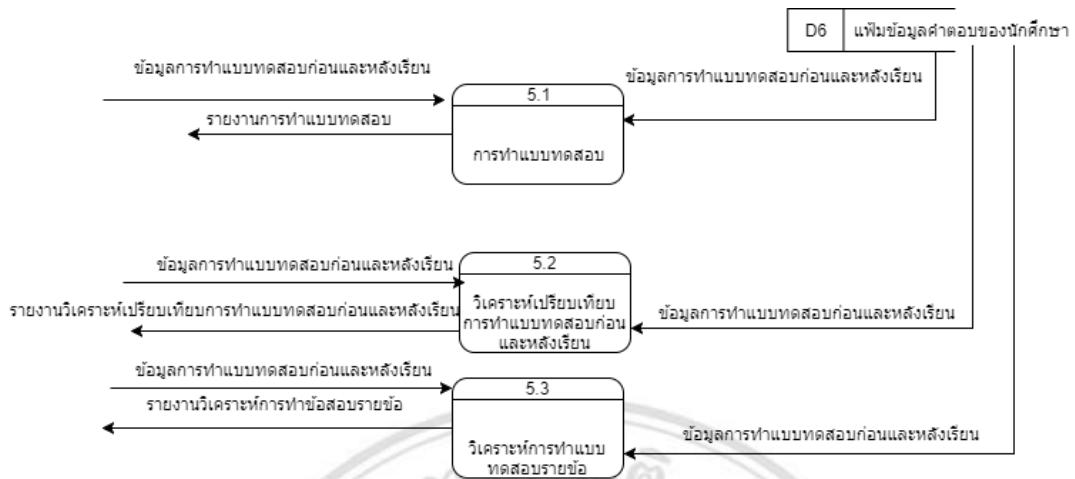 D6 แฟ้มข้อมูลคำตอบของนักศึกษา
ข้อมูลการทำแบบทดสอบก่อนและหลังเรียน
ข้อมูลการทำแบบทดสอบก่อนและหลังเรียน
5.1
รายงานการทำแบบทดสอบ
การทำแบบทดสอบ
ข้อมูลการทำแบบทดสอบก่อนและหลังเรียน
5.2
รายงานวิเคราะห์เปรียบเทียบการทำแบบทดสอบก่อนและหลังเรียน
วิเคราะห์เปรียบเทียบ
การทำแบบทดสอบก่อน
และหลังเรียน
ข้อมูลการทำแบบทดสอบก่อนและหลังเรียน
ข้อมูลการทำแบบทดสอบก่อนและหลังเรียน
5.3
รายงานวิเคราะห์การทำข้อสอบรายข้อ
วิเคราะห์การทำแบบ
ทดสอบรายข้อ
ข้อมูลการทำแบบทดสอบก่อนและหลังเรียน